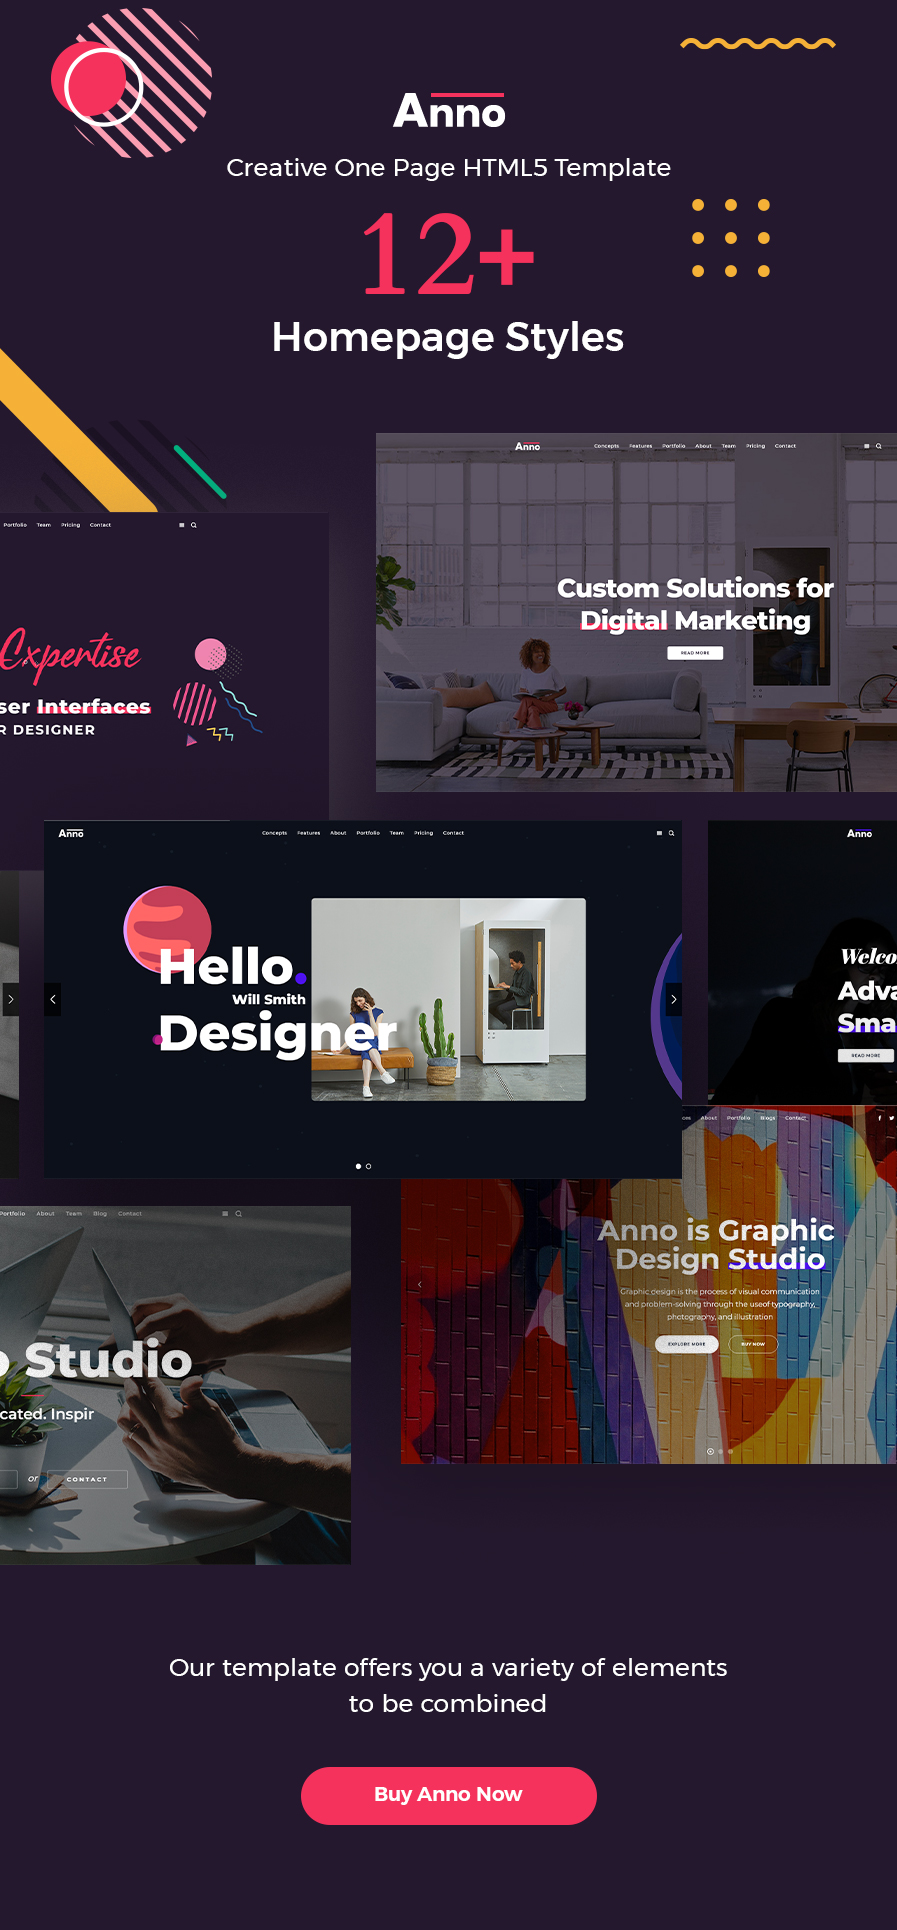 Anno
Creative One Page HTML5 Template
12+
Homepage Styles
Anno
Concepts Features Portfolio About Team Pricing Contact
Custom Solutions for
Digital Marketing
READ MORE
Portfolio Team Pricing Contact
Expertise
ser Interfaces
R DESIGNER
Anno
Concepts Features About Portfolio Team Pricing Contact
Hello.
Will Smith
Designer
Anno
Welco
Adva
Sma
READ MORE
ces About Portfolio Blogs Contact
Anno is Graphic
Design Studio
Graphic design is the process of visual communication
and problem-solving through the useof typography,
photography, and illustration
EXPLORE MORE BUY NOW
Portfolio About Team Blog Contact
o Studio
cated. Inspir
or CONTACT
Our template offers you a variety of elements
to be combined
Buy Anno Now